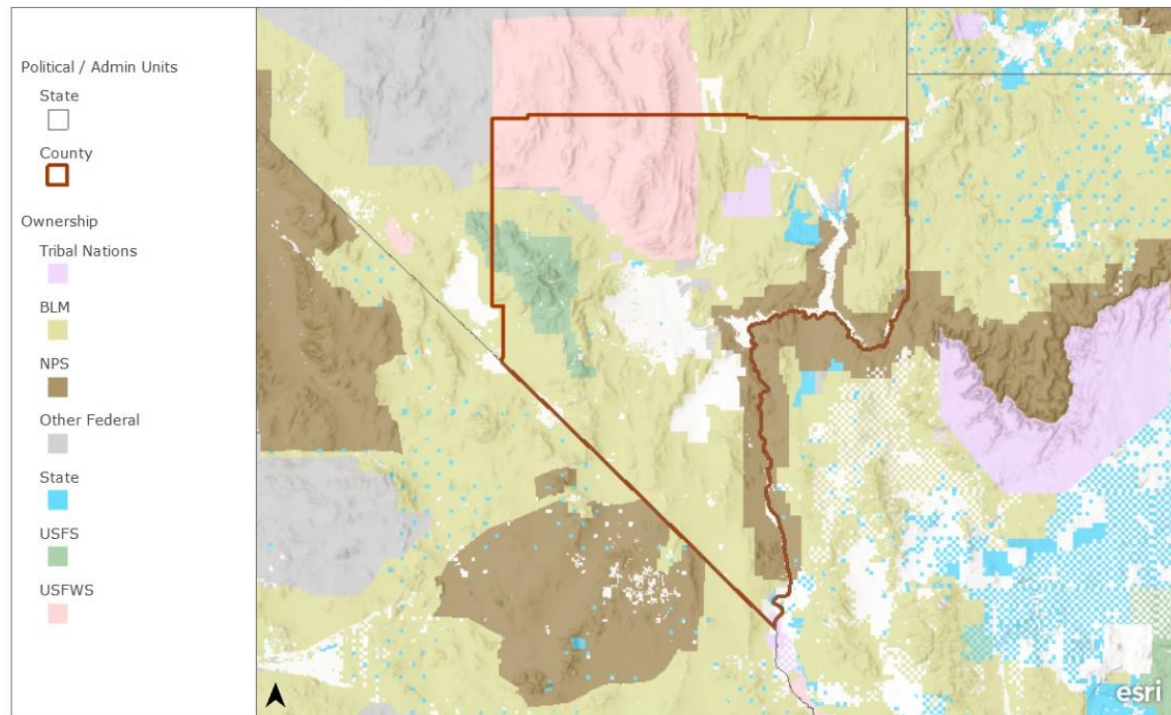 Political / Admin Units
State
County
Ownership
Tribal Nations
BLM
NPS
Other Federal
State
USFS
USFWS
esri